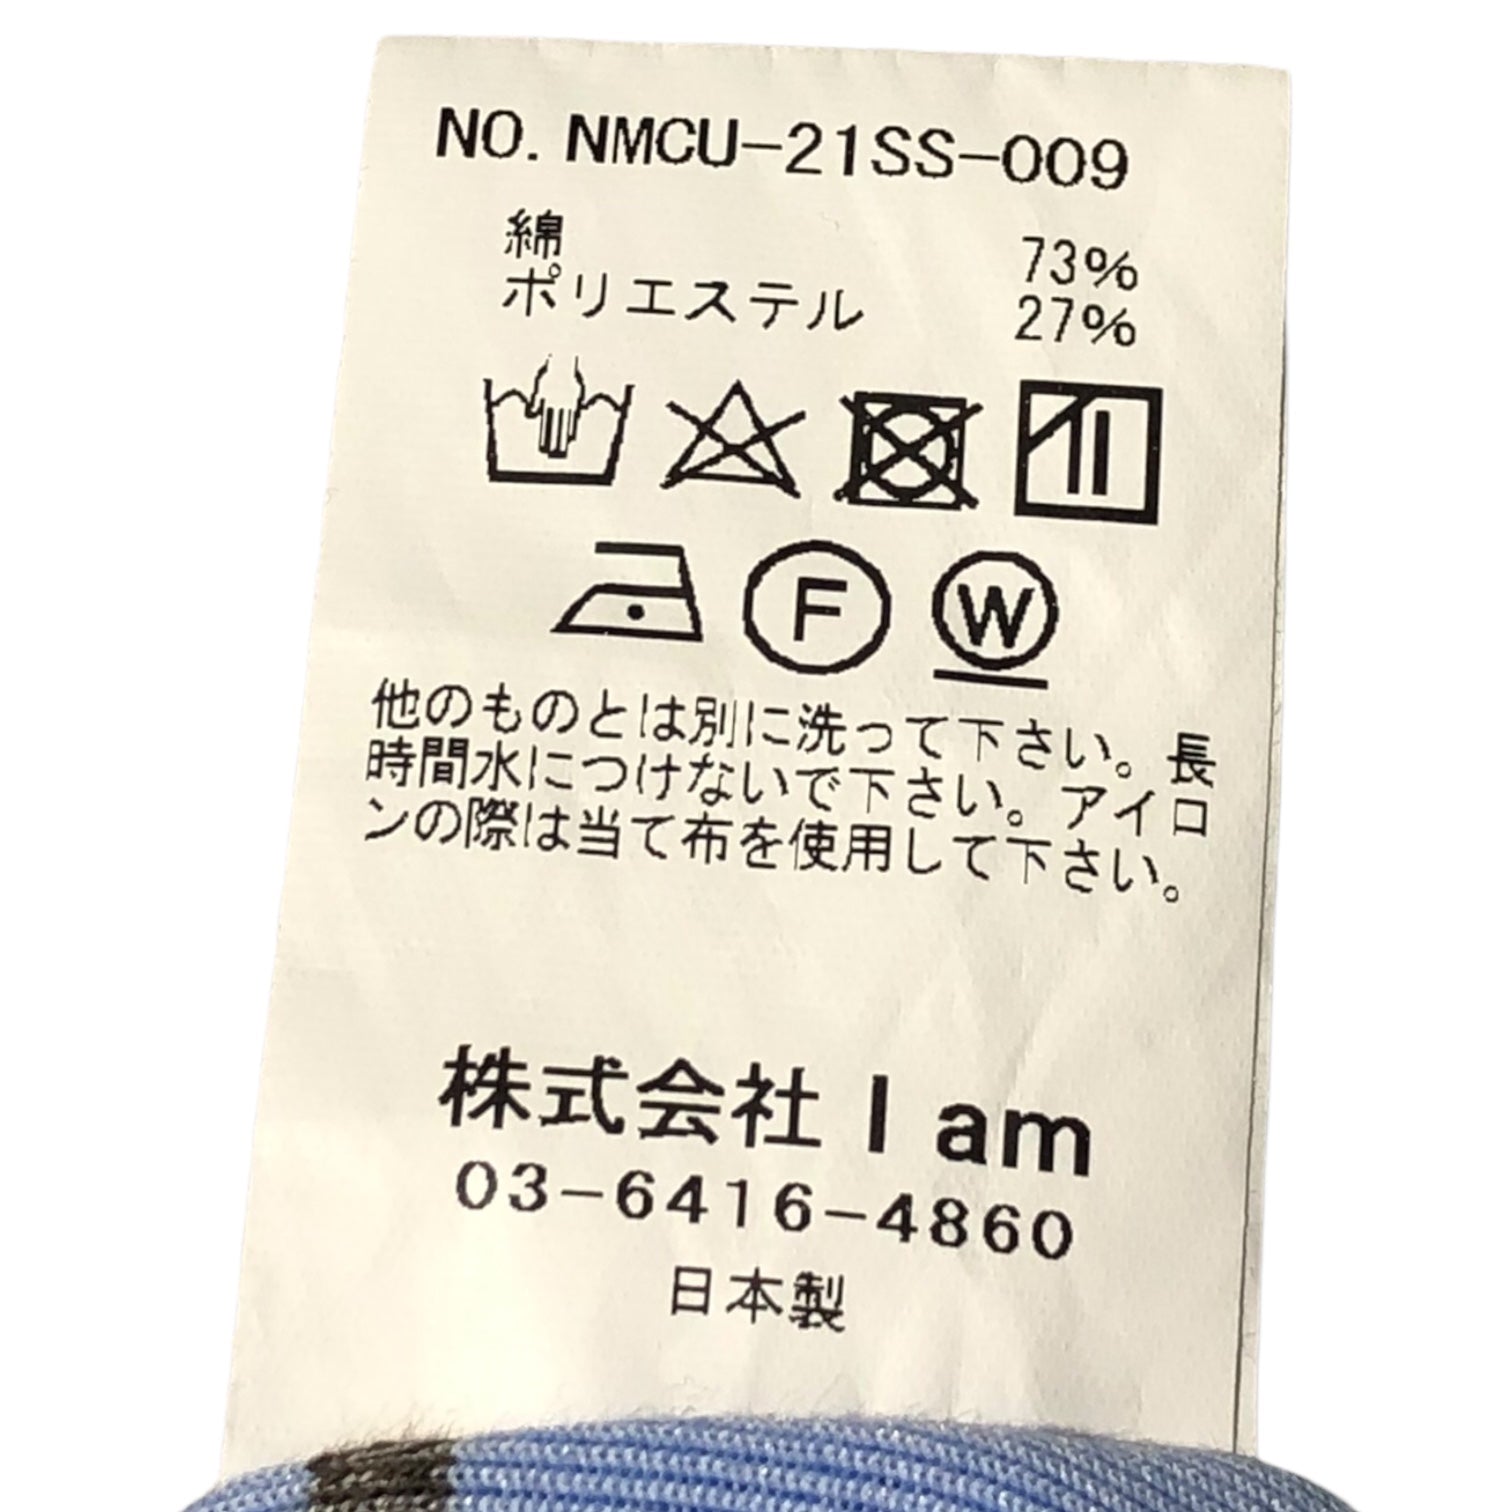 NO. NMCU-21SS-009
綿 73%
ポリエステル 27%
F W
他のものとは別に洗って下さい。長
時間水につけないで下さい。アイロ
ンの際は当て布を使用して下さい。
株式会社 I am
03-6416-4860
日本製